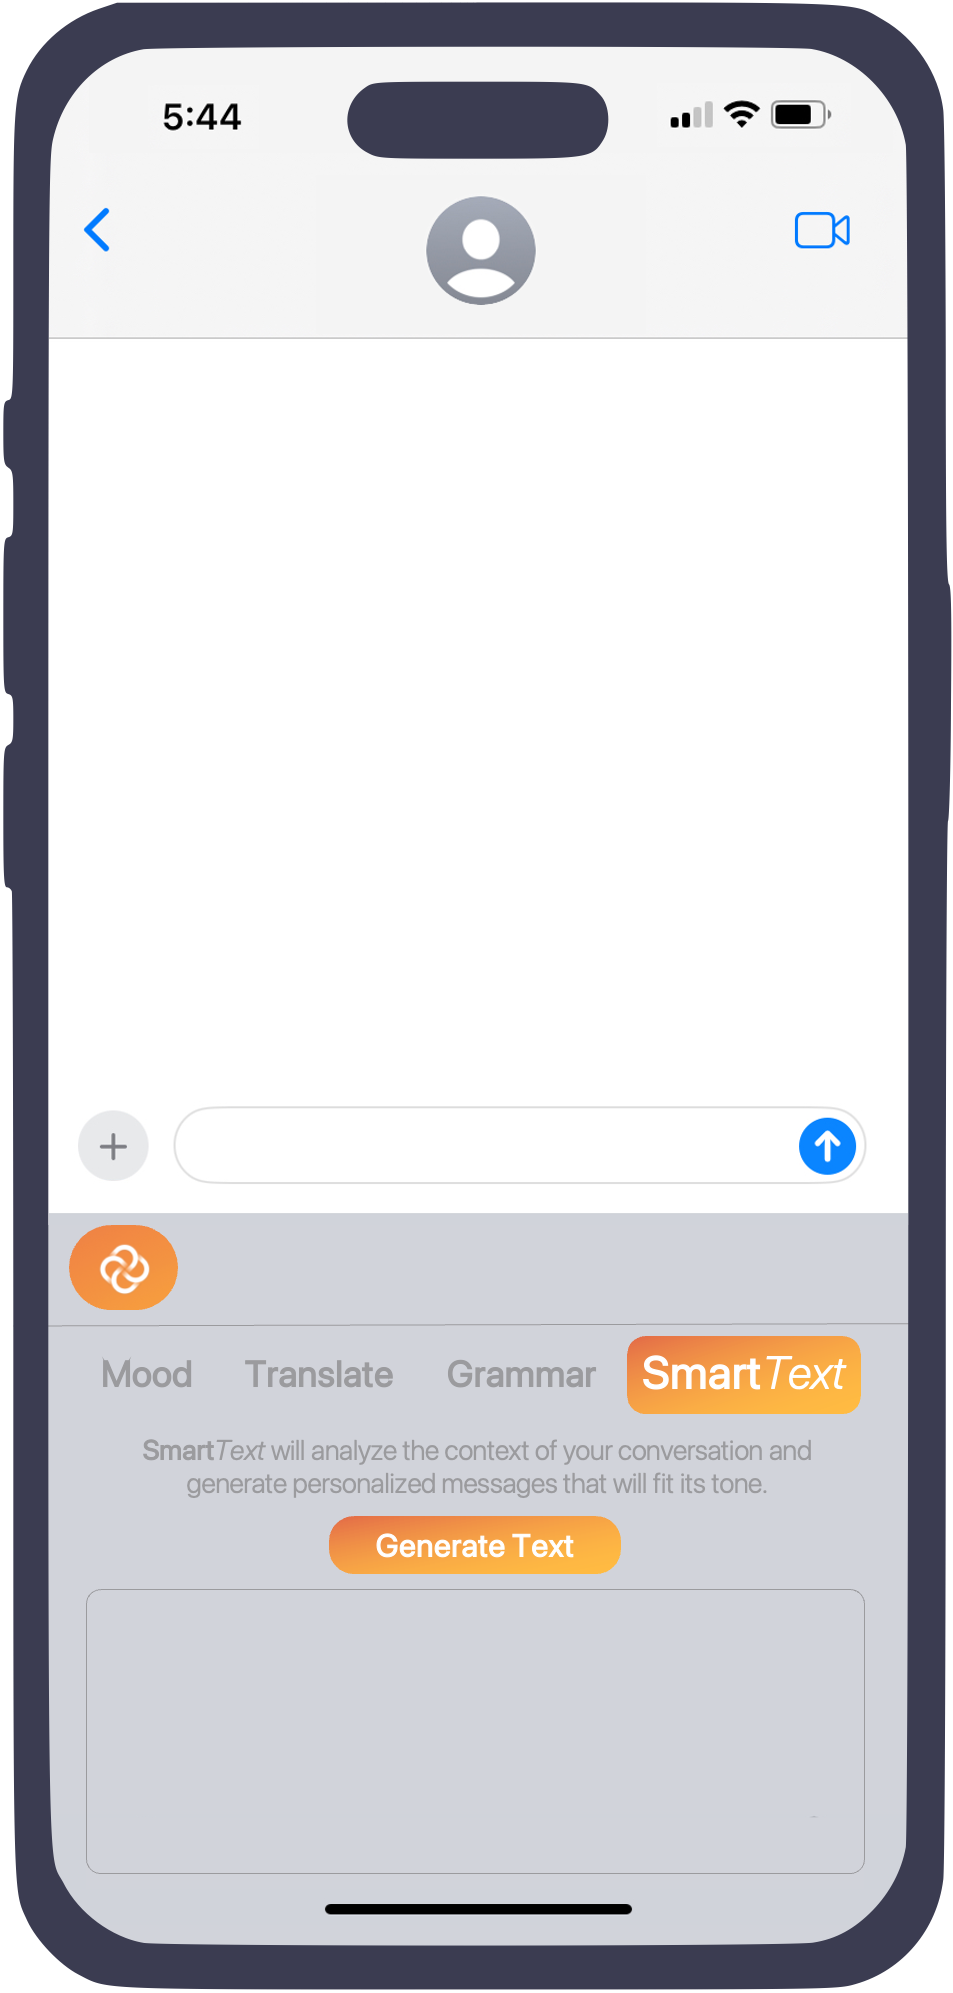 5:44
Mood Translate Grammar SmartText
SmartText will analyze the context of your conversation and
generate personalized messages that will fit its tone.
Generate Text